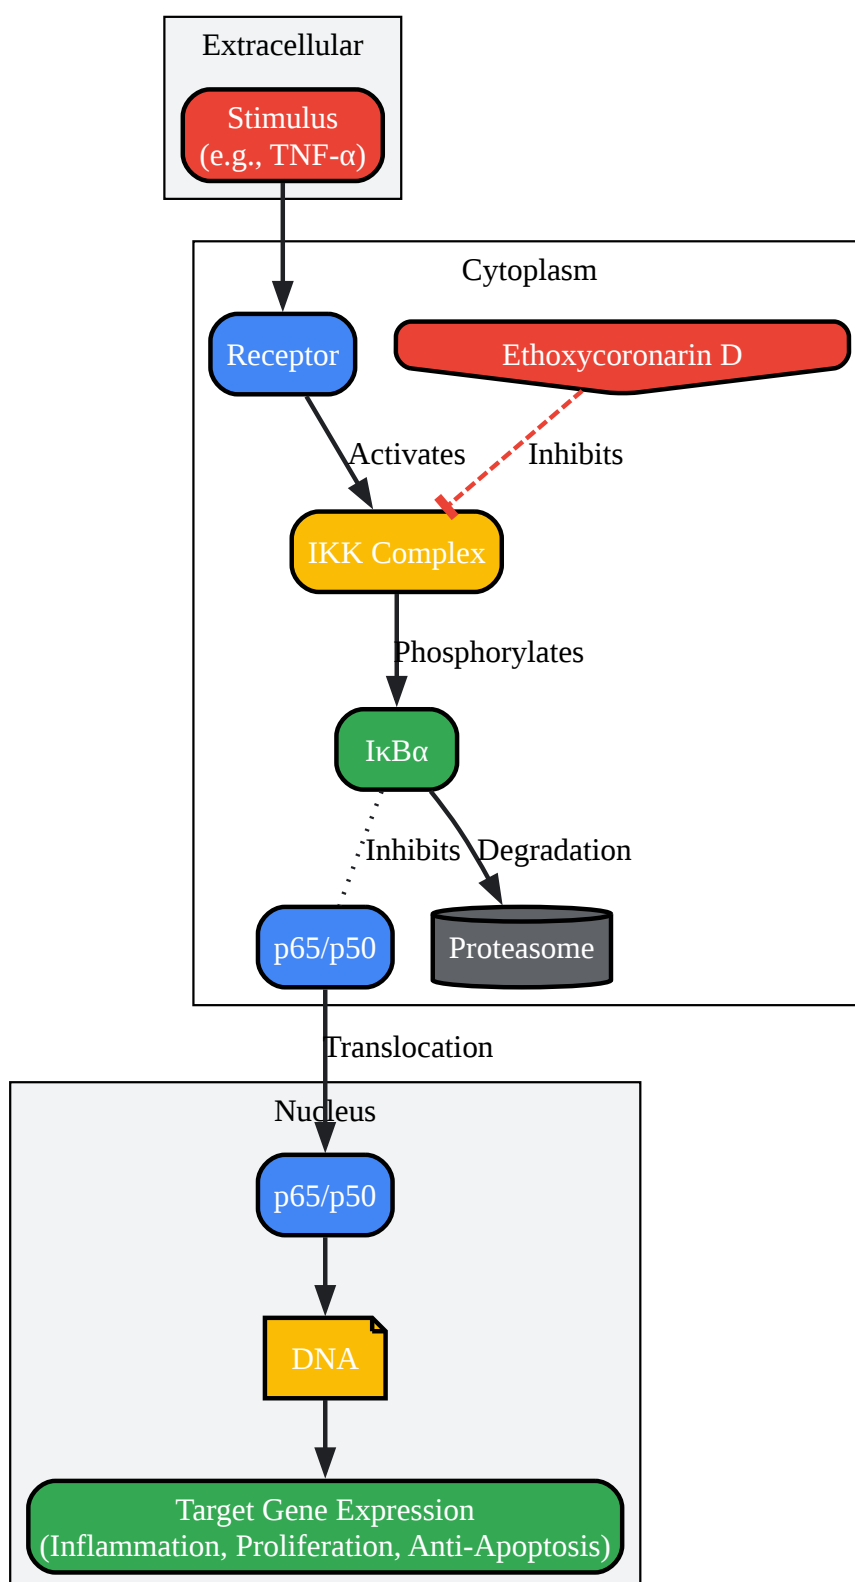 Extracellular
Stimulus
(e.g., TNF-α)
Cytoplasm
Receptor
Ethoxycoronarin D
Activates
Inhibits
IKK Complex
Phosphorylates
IκBα
Inhibits
Degradation
p65/p50
Proteasome
Translocation
Nucleus
p65/p50
DNA
Target Gene Expression
(Inflammation, Proliferation, Anti-Apoptosis)